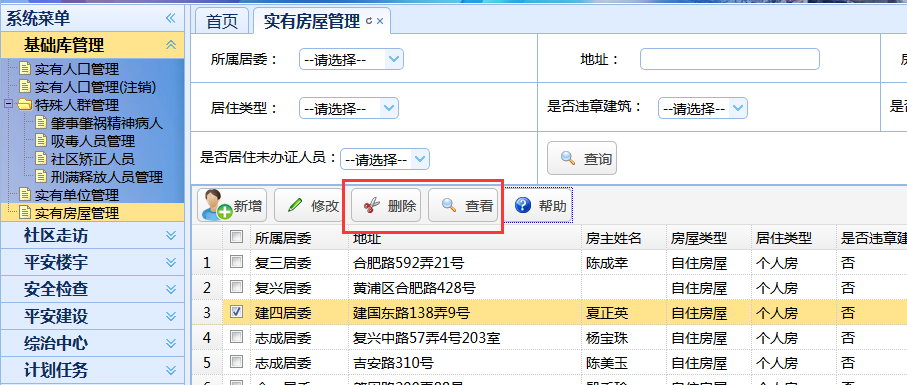 系统菜单
首页
实有房屋管理
基础库管理
实有人口管理
实有人口管理(注销)
特殊人群管理
肇事肇祸精神病人
吸毒人员管理
社区矫正人员
刑满释放人员管理
实有单位管理
实有房屋管理
社区走访
平安楼宇
安全检查
平安建设
综治中心
计划任务
所属居委： --请选择-- 地址：
居住类型： --请选择-- 是否违章建筑： --请选择--
是否居住未办证人员： --请选择-- 查询
新增 修改 删除 查看 帮助
所属居委 地址 房主姓名 房屋类型 居住类型 是否违章建
1 复三居委 合肥路592弄21号 陈成幸 自住房屋 个人房 否
2 复兴居委 黄浦区合肥路428号 自住房屋 个人房 否
3 建四居委 建国东路138弄9号 夏正英 自住房屋 个人房 否
4 志成居委 复兴中路57弄4号203室 杨宝珠 自住房屋 个人房 否
5 志成居委 吉安路310号 陈美玉 自住房屋 个人房 否